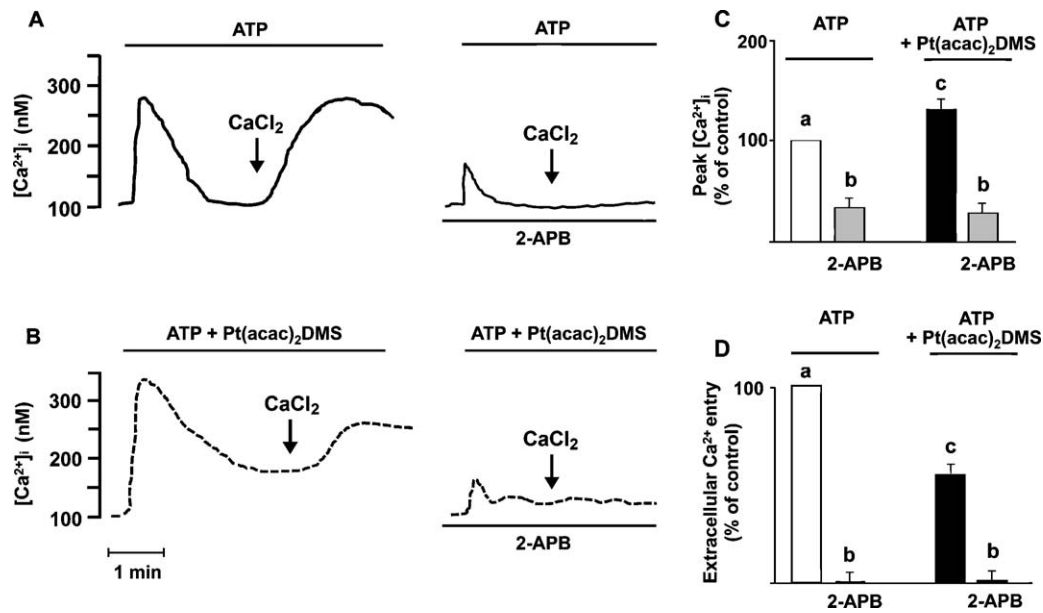 A
ATP
ATP
[Ca²⁺]ᵢ (nM)
300
200
100
CaCl₂
CaCl₂
2-APB
B
ATP + Pt(acac)₂DMS
ATP + Pt(acac)₂DMS
[Ca²⁺]ᵢ (nM)
300
200
100
CaCl₂
CaCl₂
2-APB
1 min
C
ATP
ATP
+ Pt(acac)₂DMS
Peak [Ca²⁺]ᵢ
(% of control)
200
100
a
b
c
b
2-APB
2-APB
D
ATP
ATP
+ Pt(acac)₂DMS
Extracellular Ca²⁺ entry
(% of control)
100
a
b
c
b
2-APB
2-APB